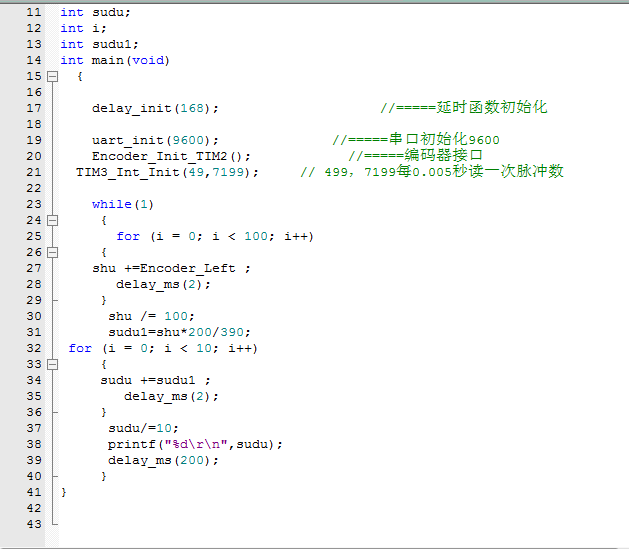 11 int sudu;
12 int i;
13 int sudu1;
14 int main(void)
15 {
16
17 delay_init(168); //=====延时函数初始化
18
19 uart_init(9600); //=====串口初始化9600
20 Encoder_Init_TIM2(); //=====编码器接口
21 TIM3_Int_Init(49,7199); // 499, 7199每0.005秒读一次脉冲数
22
23 while(1)
24 {
25 for (i = 0; i < 100; i++)
26 {
27 shu +=Encoder_Left ;
28 delay_ms(2);
29 }
30 shu /= 100;
31 sudu1=shu*200/390;
32 for (i = 0; i < 10; i++)
33 {
34 sudu +=sudu1 ;
35 delay_ms(2);
36 }
37 sudu/=10;
38 printf("%d\r\n",sudu);
39 delay_ms(200);
40 }
41 }
42
43